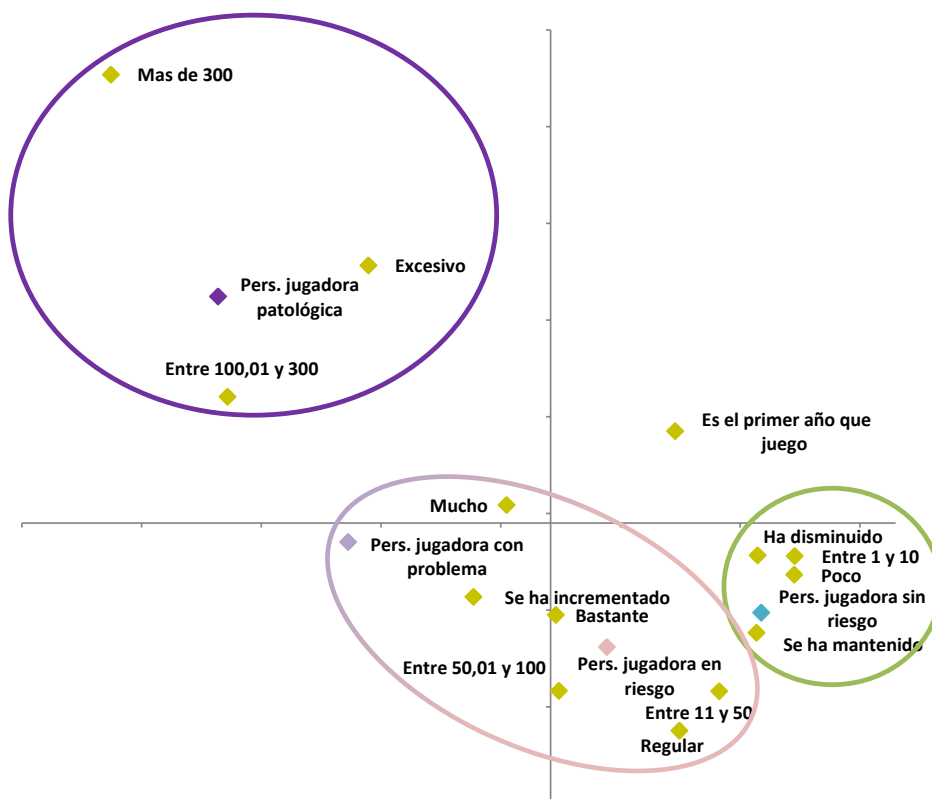 Mas de 300
Excesivo
Pers. jugadora
patológica
Entre 100,01 y 300
Es el primer año que
juego
Mucho
Pers. jugadora con
problema
Ha disminuido
Entre 1 y 10
Poco
Pers. jugadora sin
riesgo
Se ha mantenido
Se ha incrementado
Bastante
Entre 50,01 y 100
Pers. jugadora en
riesgo
Entre 11 y 50
Regular